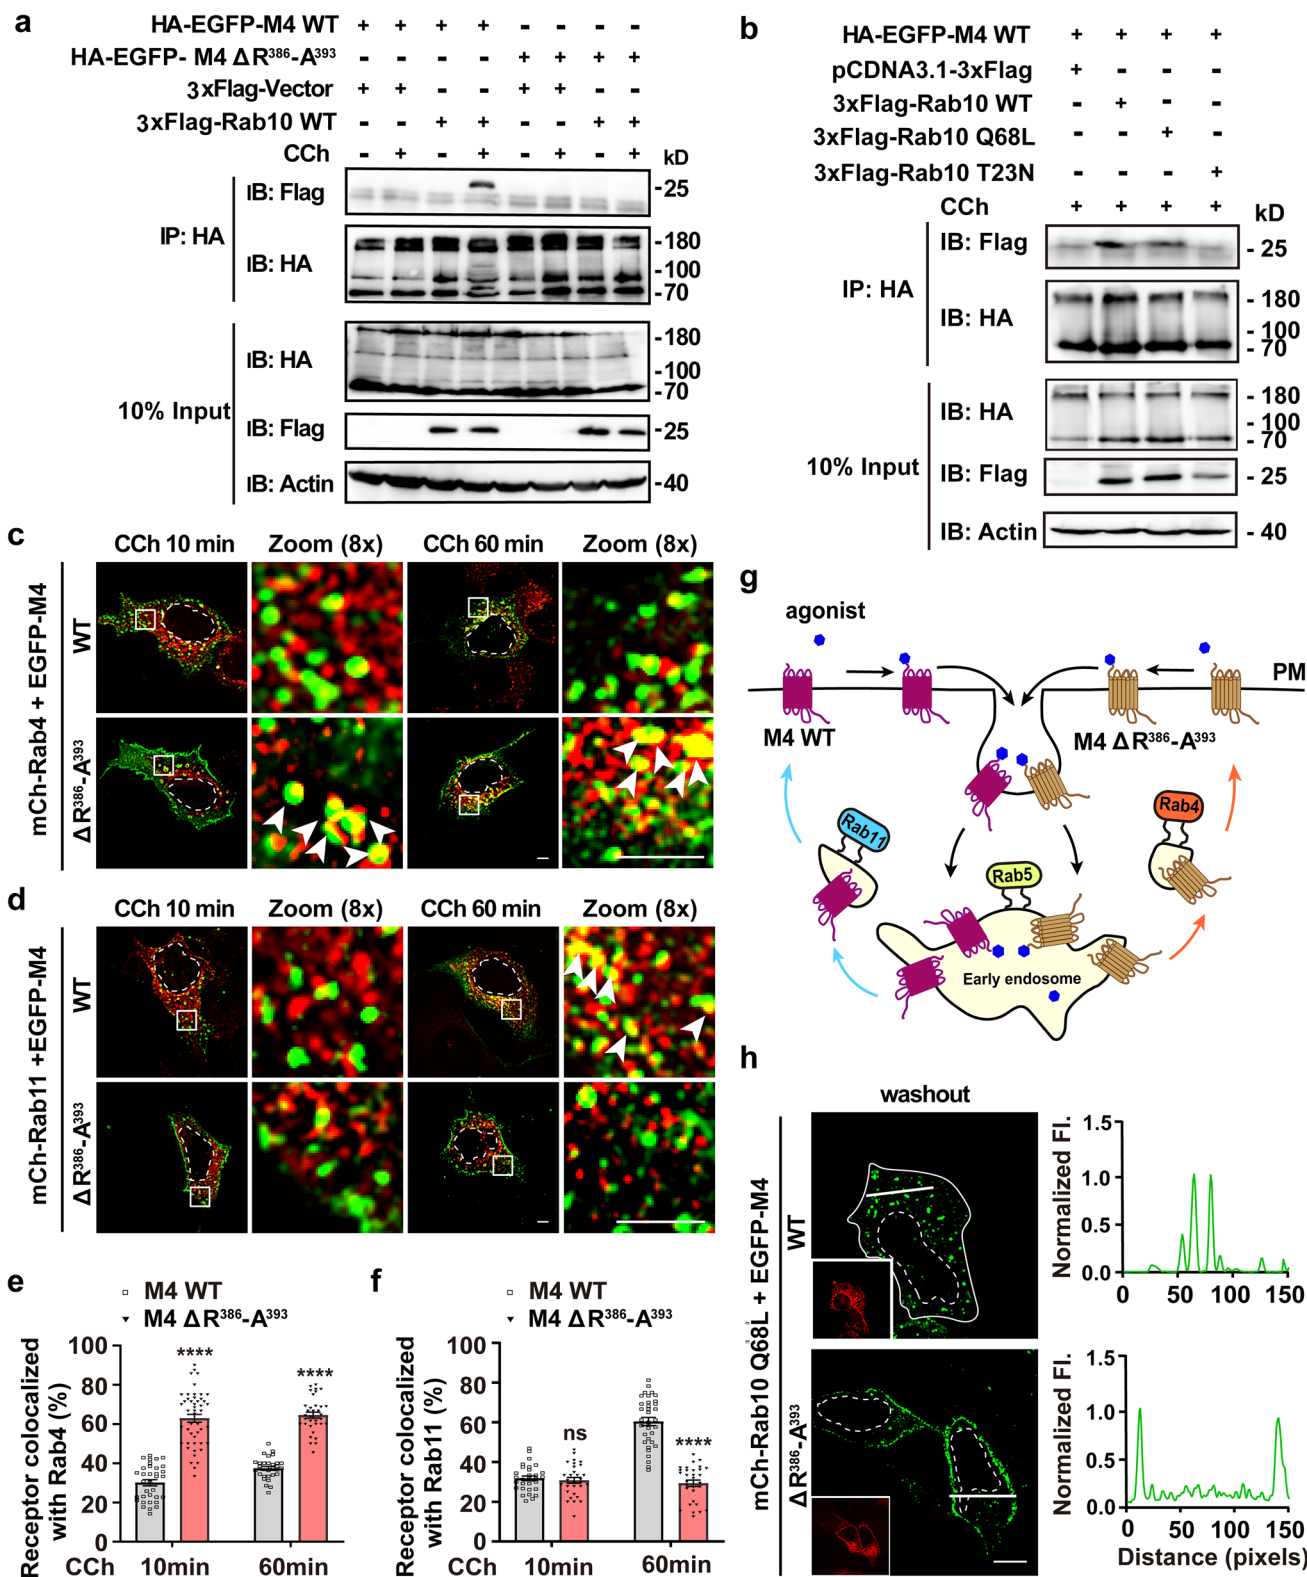 a
HA-EGFP-M4 WT + + + + - - - -
HA-EGFP- M4 ΔR³⁸⁶-A³⁹³ - - - - + + + +
3xFlag-Vector + + - - + + - -
3xFlag-Rab10 WT - - + + - - + +
CCh - + - + - + - + kD
IP: HA
IB: Flag -25
IB: HA -180
-100
-70
10% Input
IB: HA -180
-100
-70
IB: Flag -25
IB: Actin -40
b
HA-EGFP-M4 WT + + + +
pCDNA3.1-3xFlag + - - -
3xFlag-Rab10 WT - + - -
3xFlag-Rab10 Q68L - - + -
3xFlag-Rab10 T23N - - - +
CCh + + + + kD
IP: HA
IB: Flag - 25
IB: HA - 180
- 100
- 70
10% Input
IB: HA - 180
- 100
- 70
IB: Flag - 25
IB: Actin - 40
c
CCh 10 min Zoom (8x) CCh 60 min Zoom (8x)
mCh-Rab4 + EGFP-M4
WT
ΔR³⁸⁶-A³⁹³
d
CCh 10 min Zoom (8x) CCh 60 min Zoom (8x)
mCh-Rab11 +EGFP-M4
WT
ΔR³⁸⁶-A³⁹³
e
M4 WT
M4 ΔR³⁸⁶-A³⁹³
Receptor colocalized
with Rab4 (%)
100
80
60
40
20
0
**** ****
CCh 10min 60min
f
M4 WT
M4 ΔR³⁸⁶-A³⁹³
Receptor colocalized
with Rab11 (%)
100
80
60
40
20
0
ns ****
CCh 10min 60min
g
agonist
PM
M4 WT M4 ΔR³⁸⁶-A³⁹³
Rab11
Rab4
Rab5
Early endosome
h
washout
mCh-Rab10 Q68L + EGFP-M4
WT
ΔR³⁸⁶-A³⁹³
Normalized Fl.
1.5
1.0
0.5
0.0
0 50 100 150
Normalized Fl.
1.5
1.0
0.5
0.0
0 50 100 150
Distance (pixels)